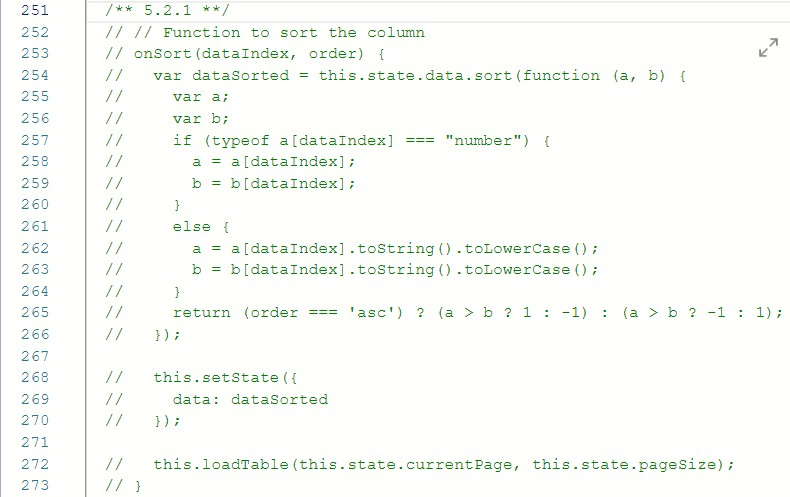 251 /** 5.2.1 **/
252 // // Function to sort the column
253 // onSort(dataIndex, order) {
254 //   var dataSorted = this.state.data.sort(function (a, b) {
255 //     var a;
256 //     var b;
257 //     if (typeof a[dataIndex] === "number") {
258 //       a = a[dataIndex];
259 //       b = b[dataIndex];
260 //     }
261 //     else {
262 //       a = a[dataIndex].toString().toLowerCase();
263 //       b = b[dataIndex].toString().toLowerCase();
264 //     }
265 //     return (order === 'asc') ? (a > b ? 1 : -1) : (a > b ? -1 : 1);
266 //   });
267
268 //   this.setState({
269 //     data: dataSorted
270 //   });
271
272 //   this.loadTable(this.state.currentPage, this.state.pageSize);
273 // }